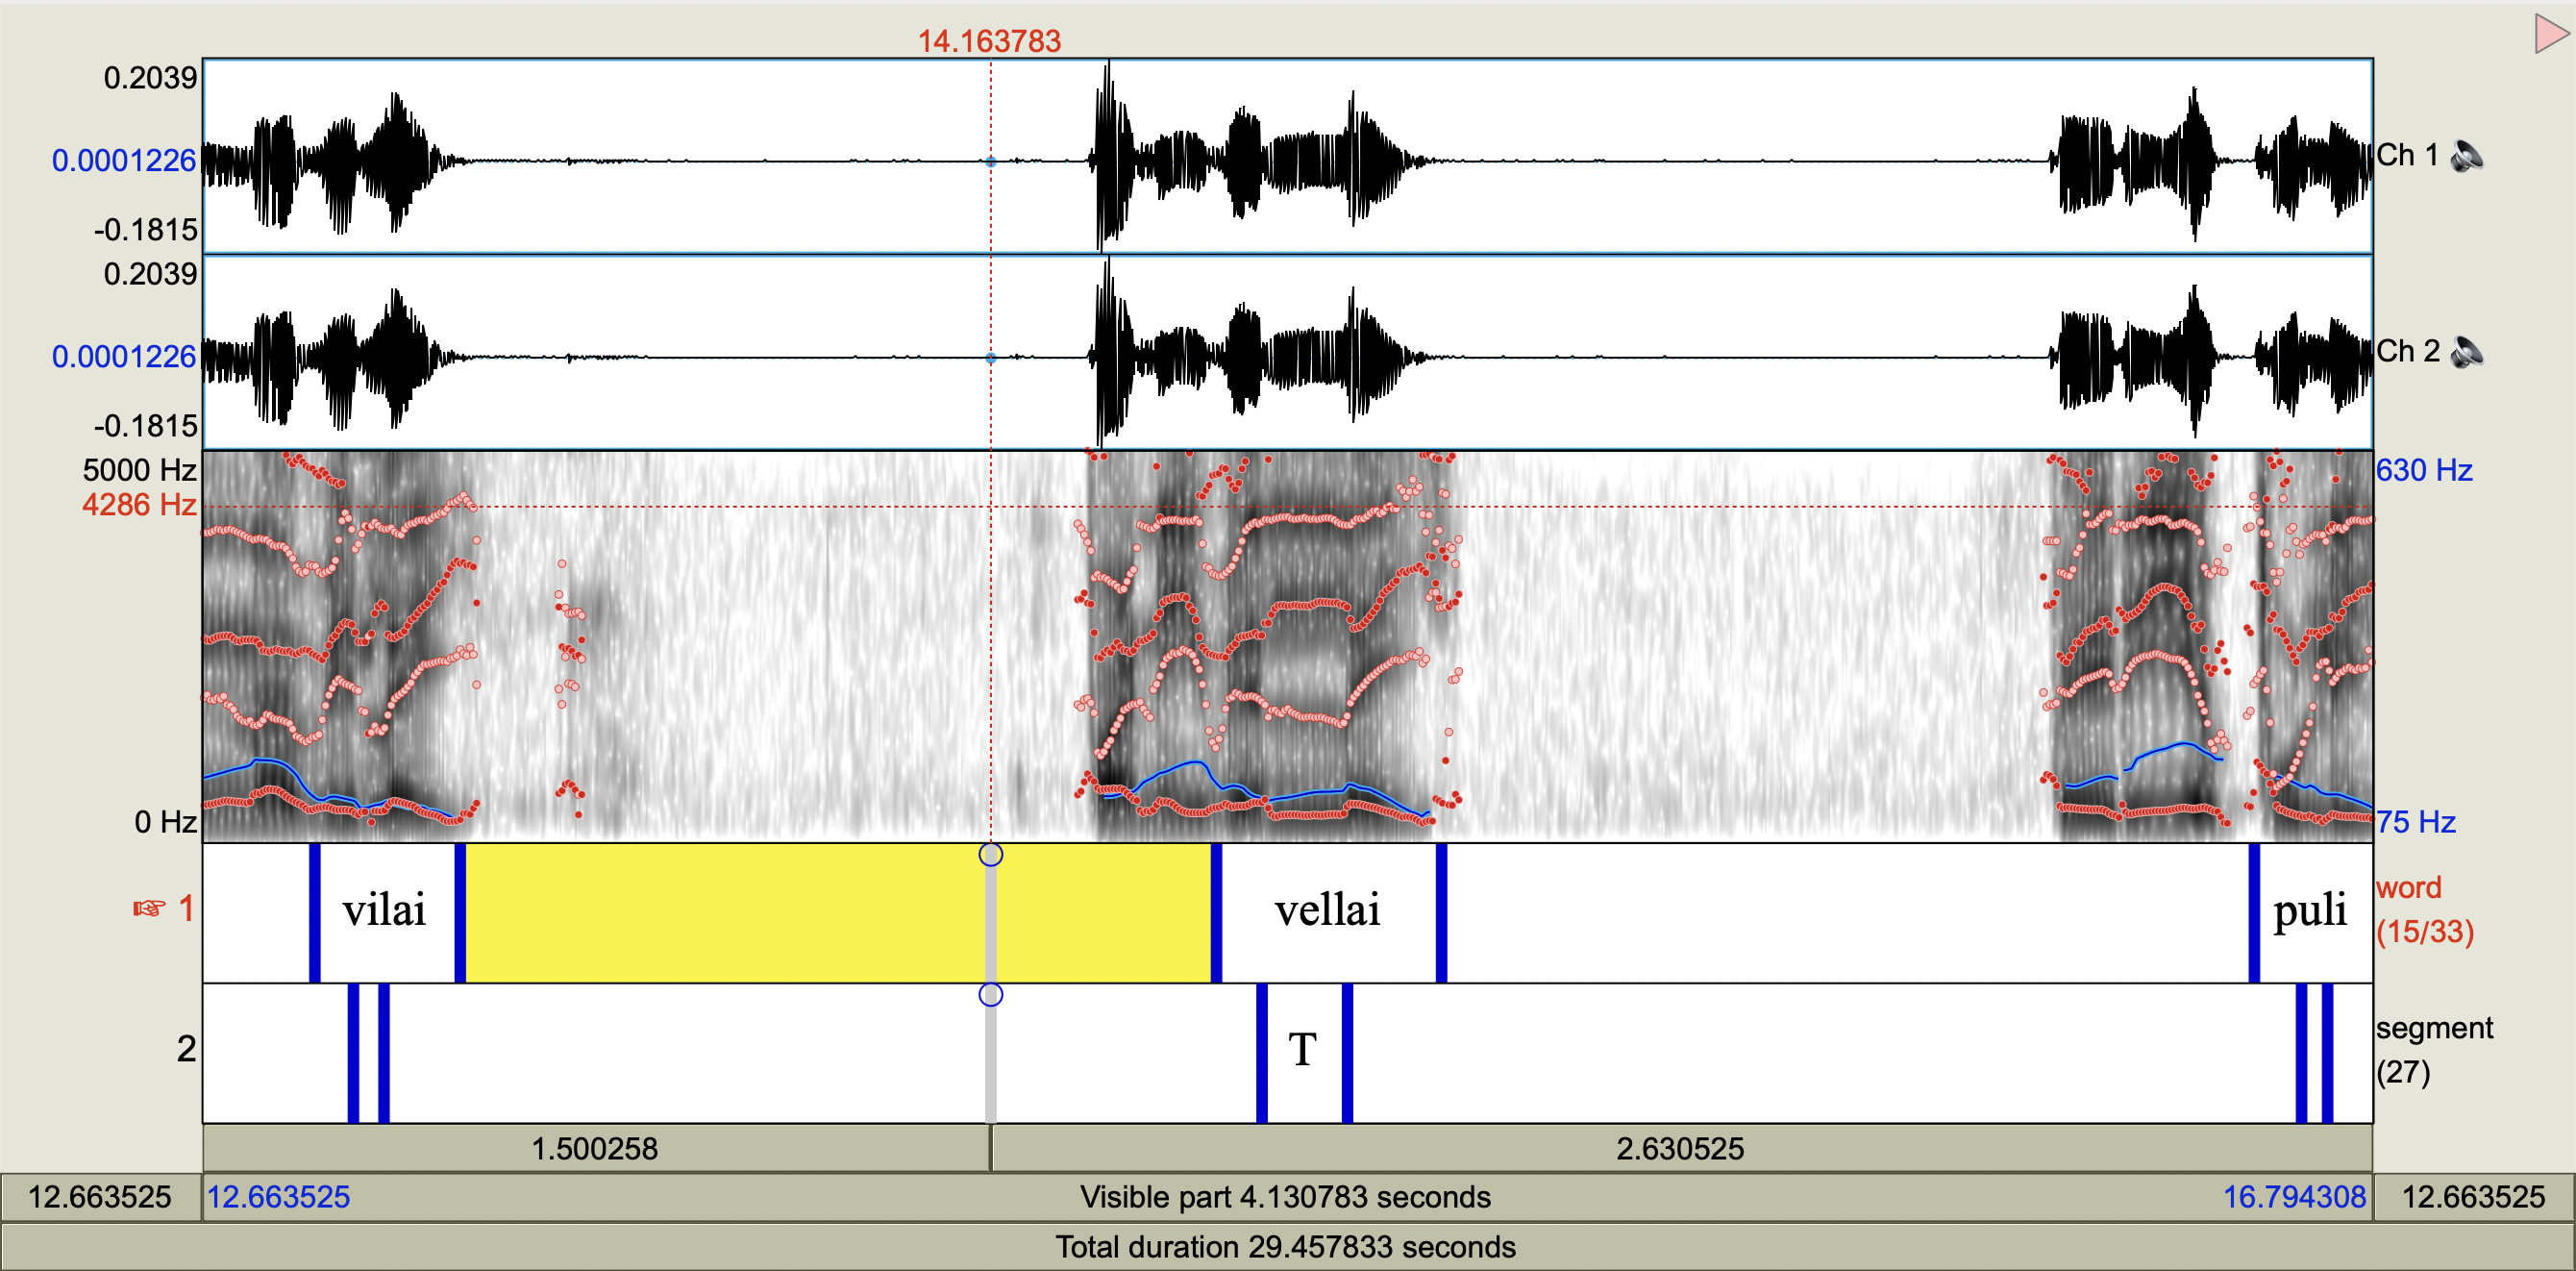 14.163783
0.2039
0.0001226
-0.1815
Ch 1
0.2039
0.0001226
-0.1815
Ch 2
5000 Hz
4286 Hz
0 Hz
630 Hz
75 Hz
1
vilai
vellai
puli
word
(15/33)
2
T
segment
(27)
1.500258
2.630525
12.663525
12.663525
Visible part 4.130783 seconds
16.794308
12.663525
Total duration 29.457833 seconds